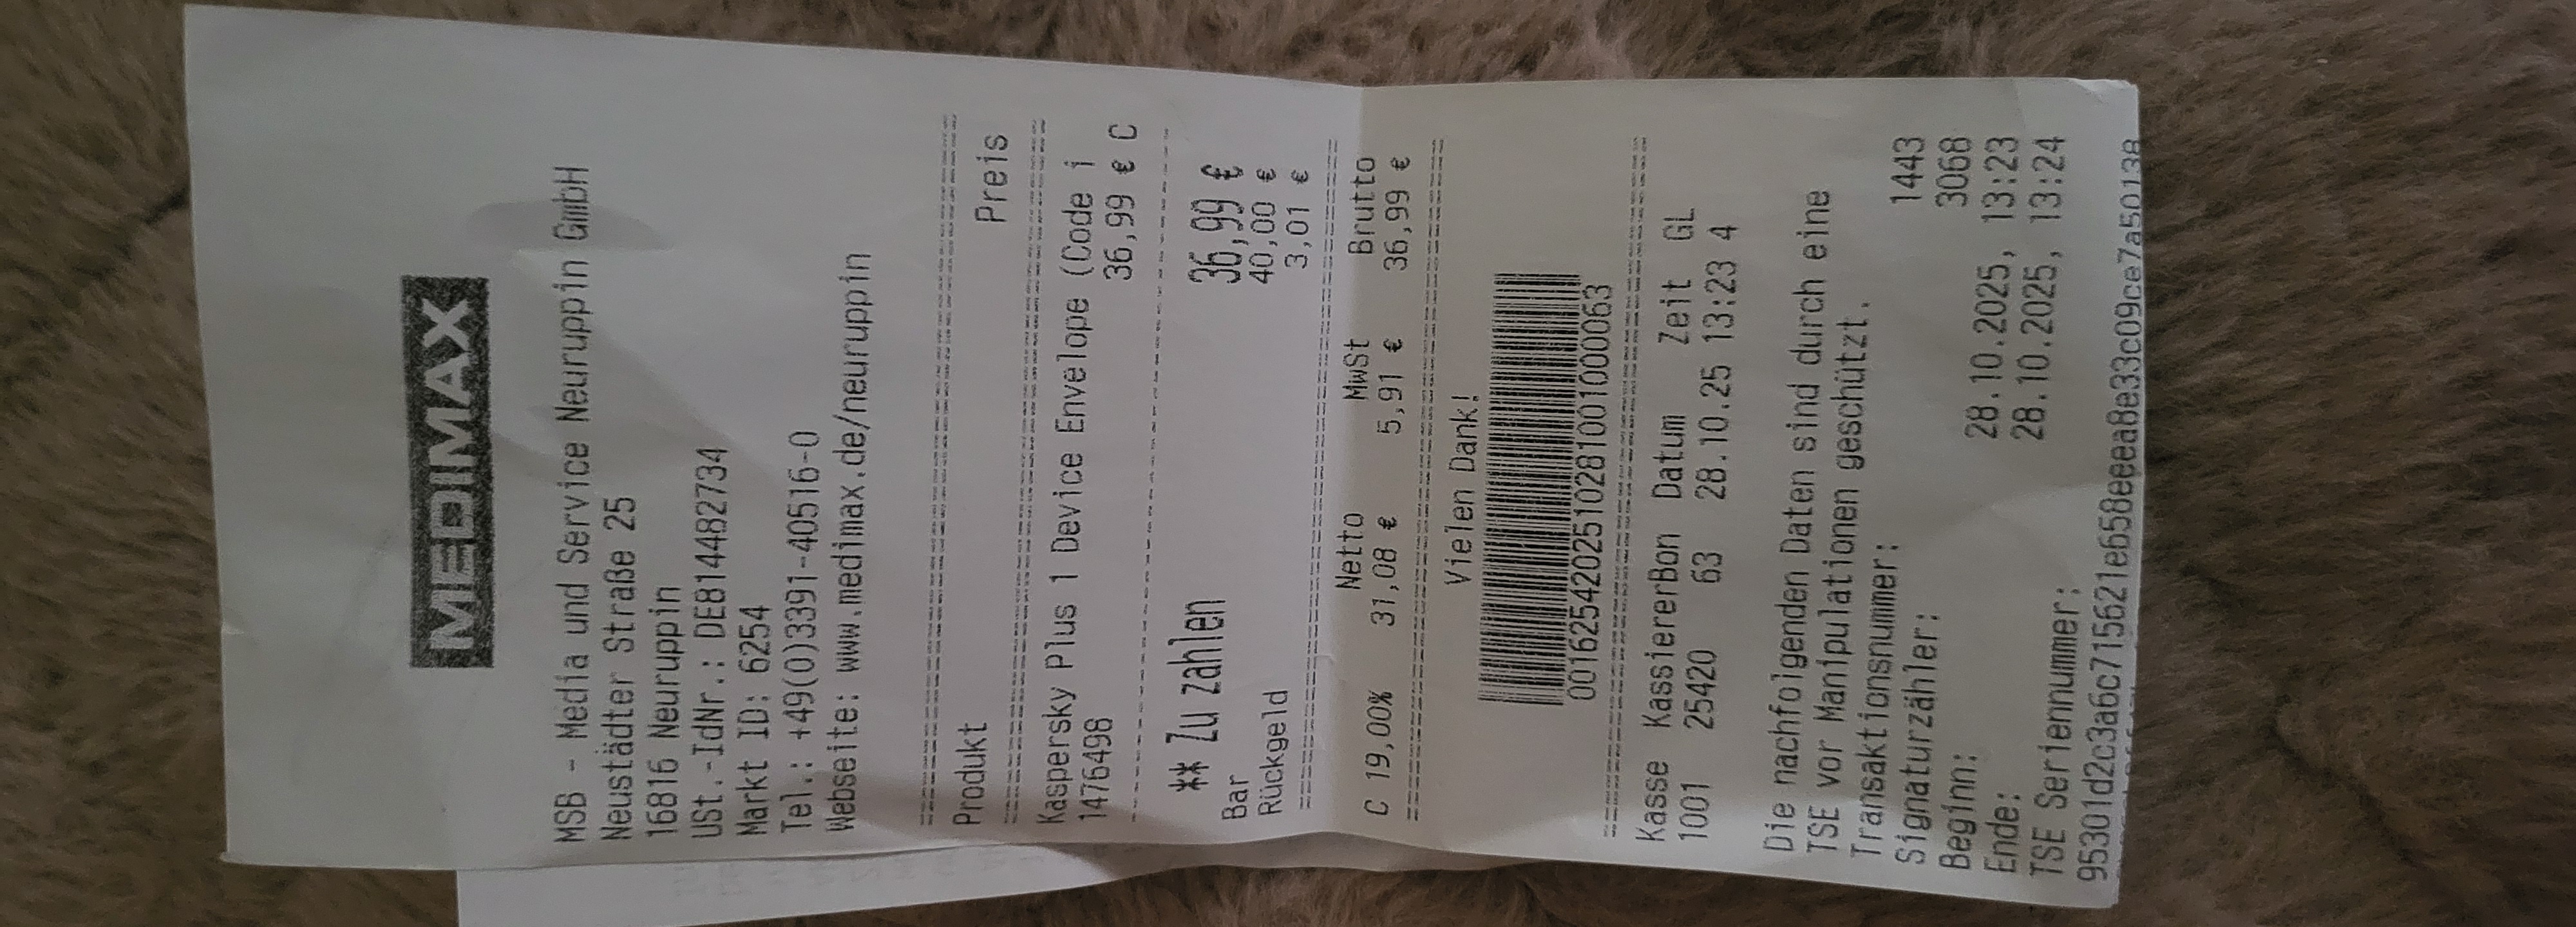 MEDIMAX
MSB - Media und Service Neuruppin GmbH
Neustädter Straße 25
16816 Neuruppin
USt.-IdNr.: DE814482734
Markt ID: 6254
Tel.: +49(0)3391-40516-0
Webseite: www.medimax.de/neuruppin
Produkt Preis
Kaspersky Plus 1 Device Envelope (Code i
1476498 36,99 € C
** Zu zahlen 36,99 €
Bar 40,00 €
Rückgeld 3,01 €
Netto MwSt Brutto
C 19,00% 31,08 € 5,91 € 36,99 €
Vielen Dank!
0016254202510281001000063
Kasse KassiererBon Datum Zeit GL
1001 25420 63 28.10.25 13:23 4
Die nachfolgenden Daten sind durch eine
TSE vor Manipulationen geschützt.
Transaktionsnummer: 1443
Signaturzähler: 3068
Beginn: 28.10.2025, 13:23
Ende: 28.10.2025, 13:24
TSE Seriennummer:
95301d2c3a6c715621e658eeea8e33c09ce7a50138